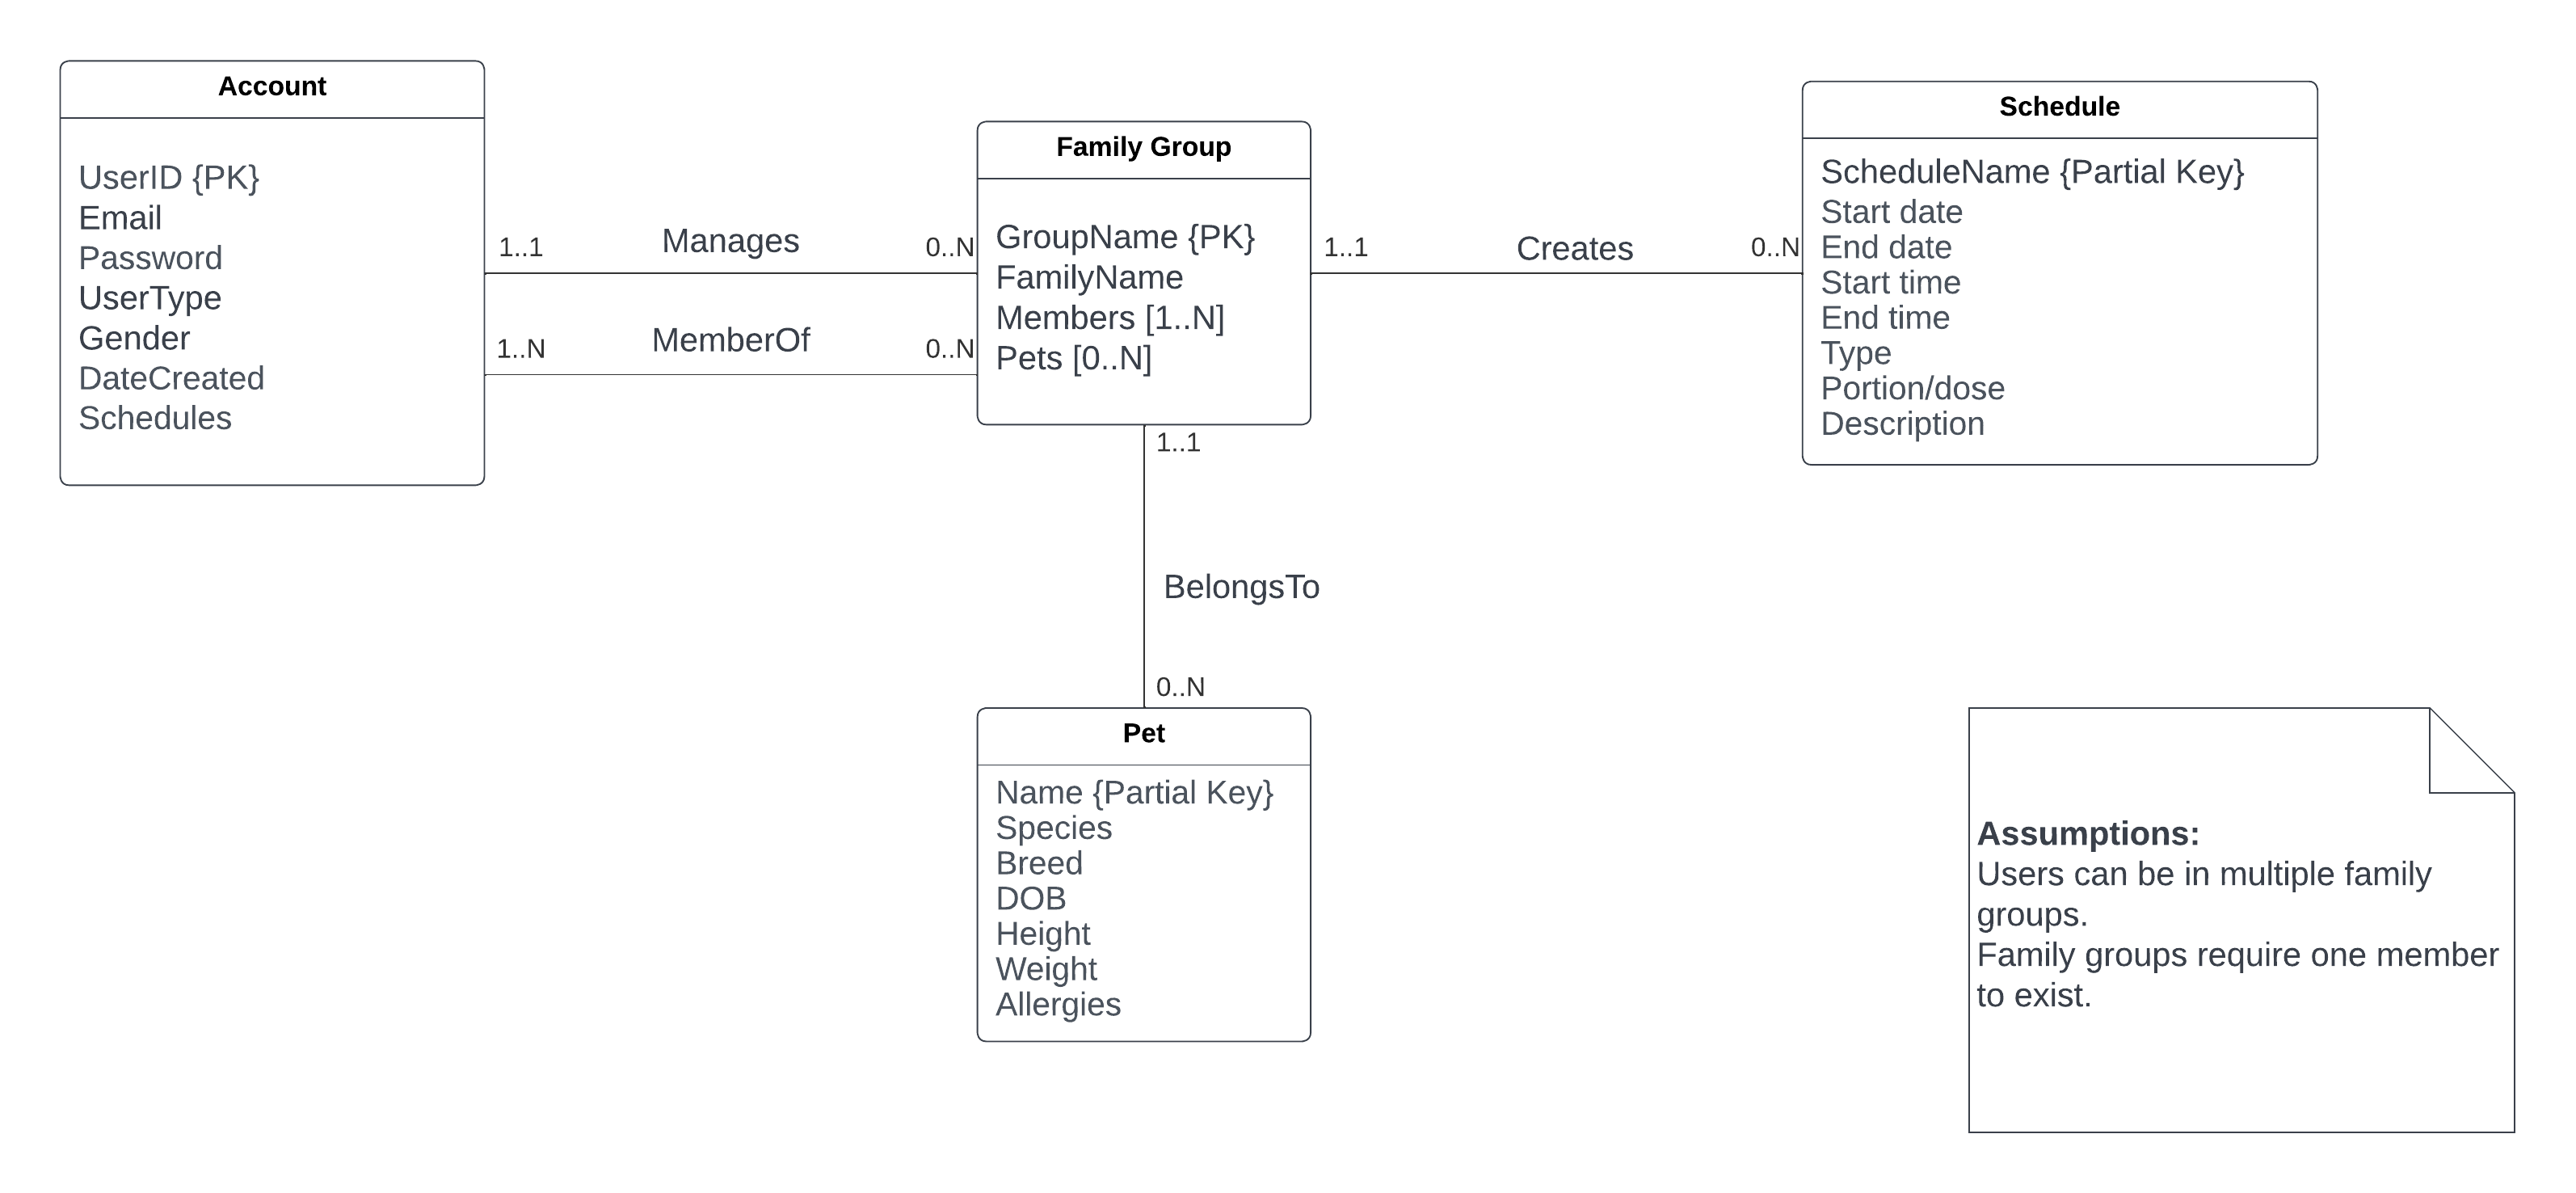 Account
UserID {PK}
Email
Password
UserType
Gender
DateCreated
Schedules
1..1
Manages
0..N
1..N
MemberOf
0..N
Family Group
GroupName {PK}
FamilyName
Members [1..N]
Pets [0..N]
1..1
Creates
0..N
Schedule
ScheduleName {Partial Key}
Start date
End date
Start time
End time
Type
Portion/dose
Description
1..1
BelongsTo
0..N
Pet
Name {Partial Key}
Species
Breed
DOB
Height
Weight
Allergies
Assumptions:
Users can be in multiple family
groups.
Family groups require one member
to exist.